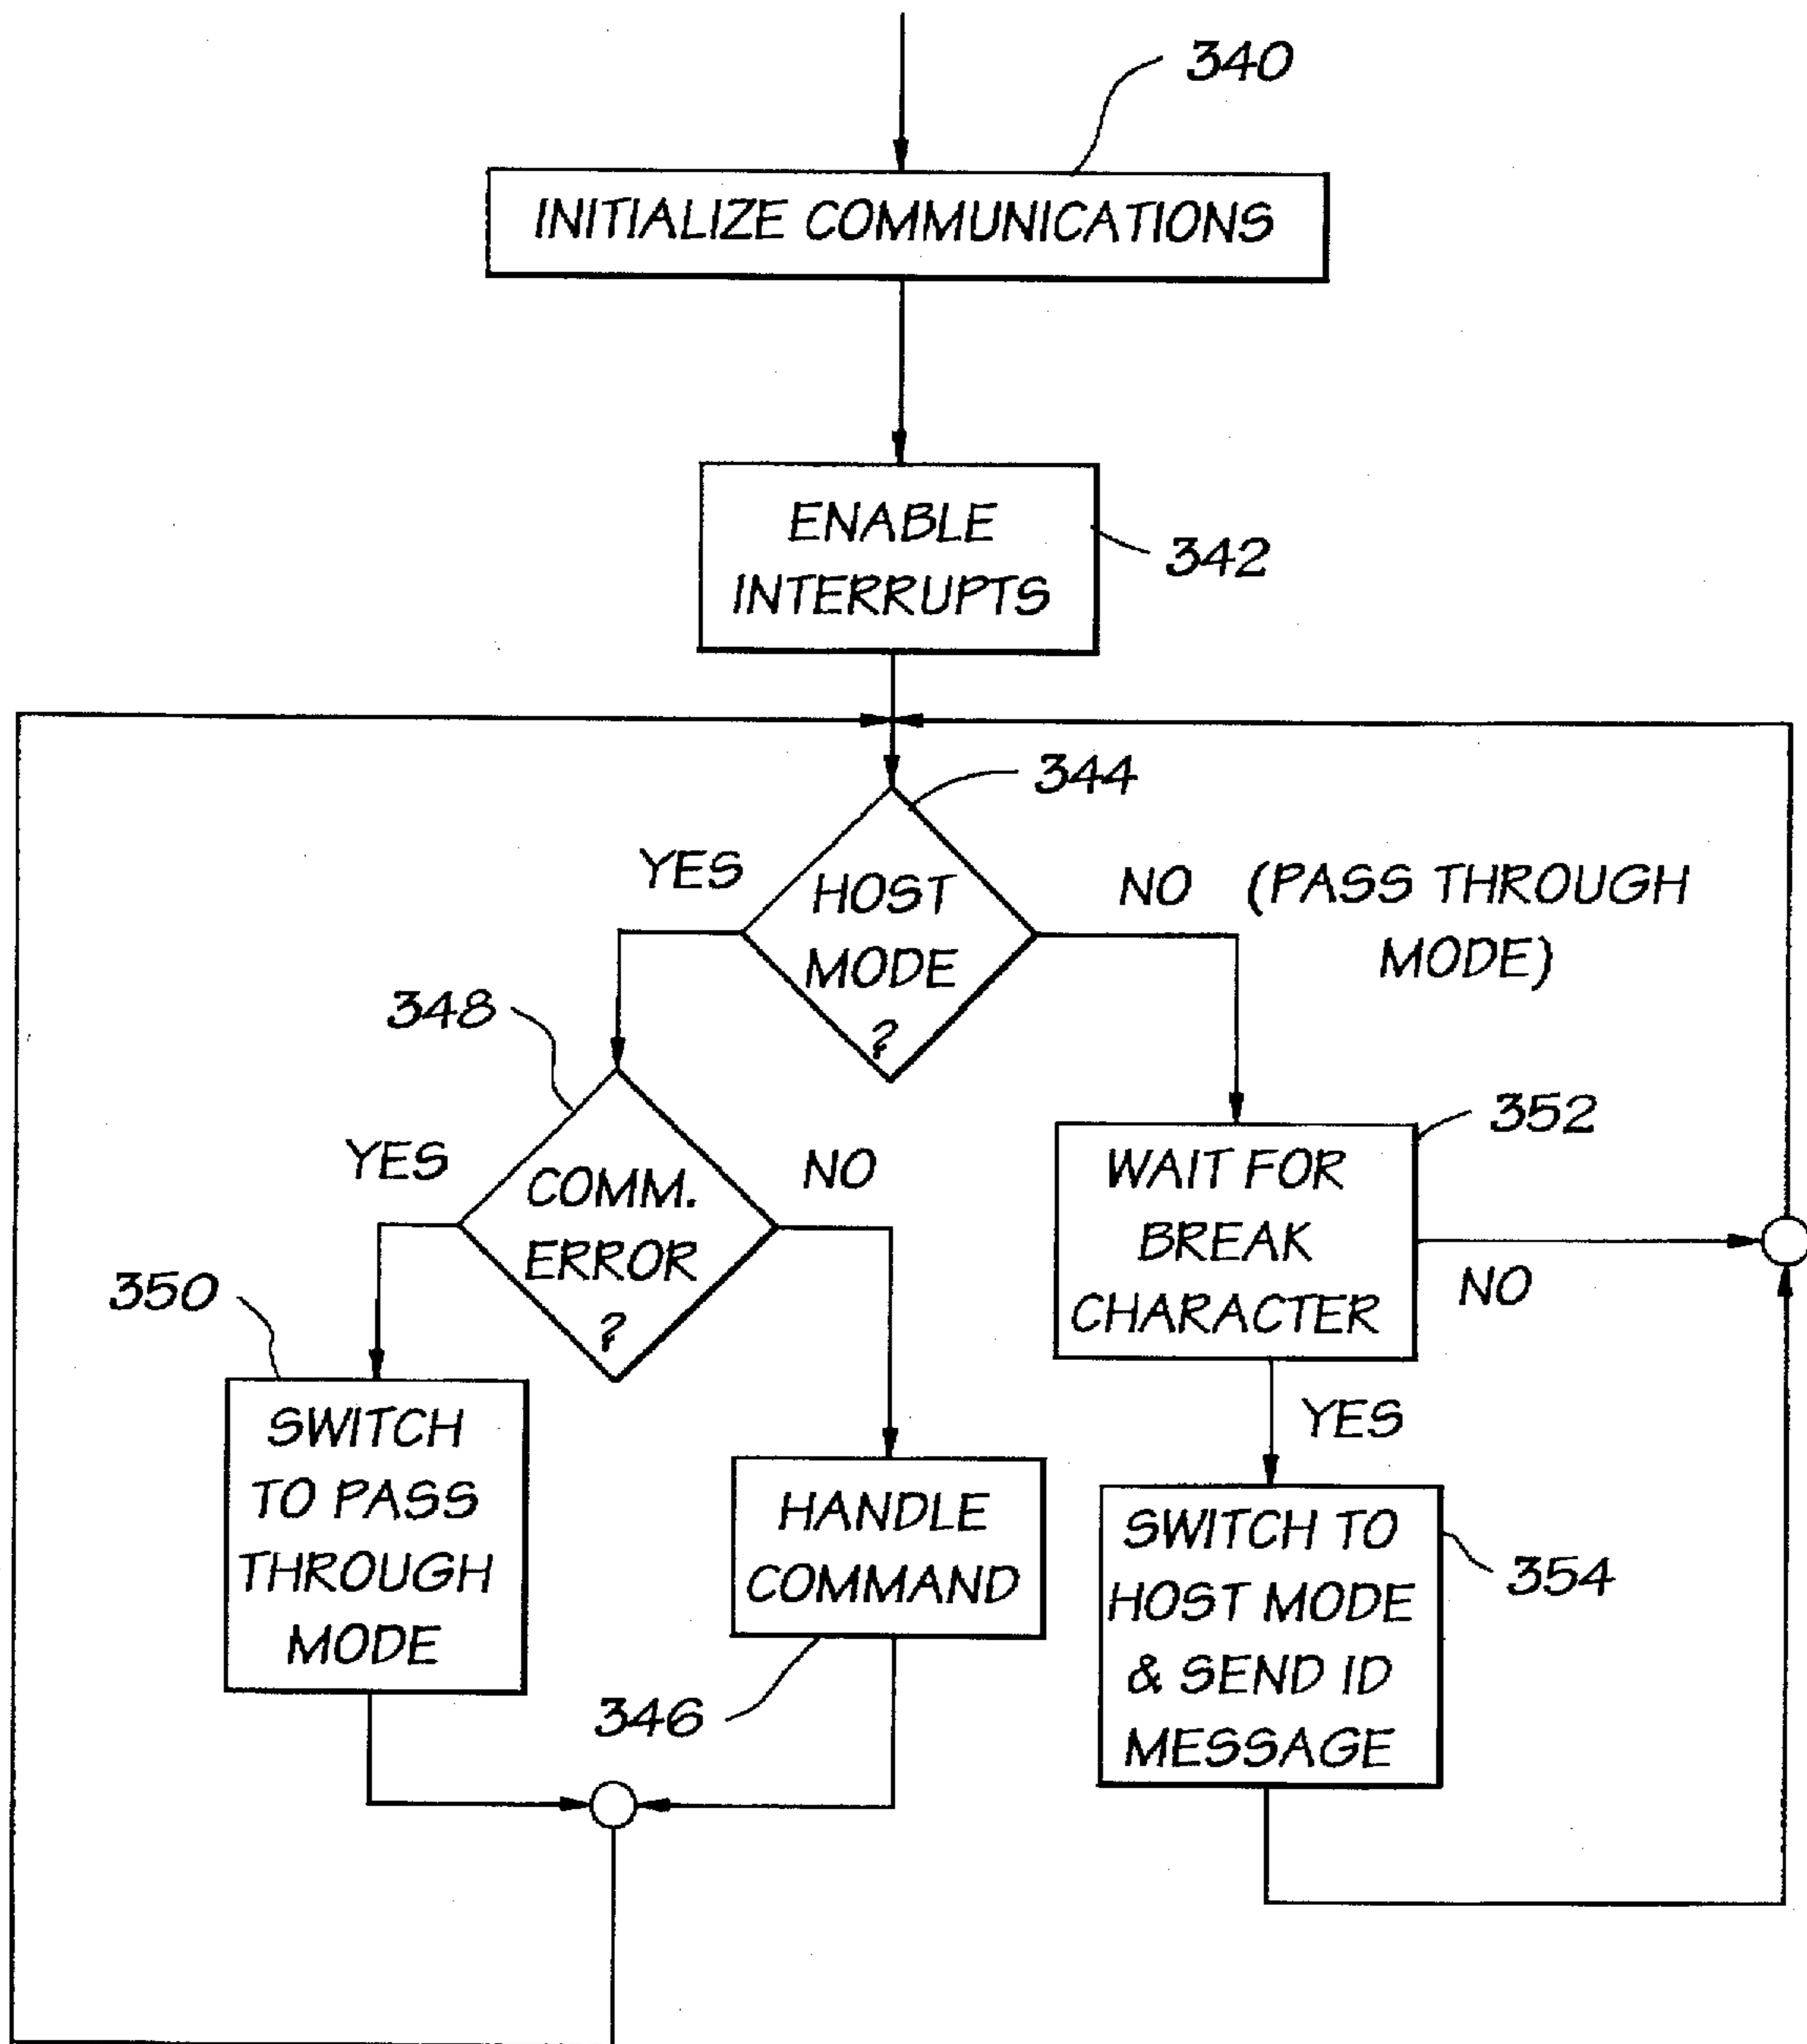 340
INITIALIZE COMMUNICATIONS
ENABLE
INTERRUPTS
342
344
YES
HOST
MODE
?
NO (PASS THROUGH
MODE)
348
YES
COMM.
ERROR
?
NO
352
WAIT FOR
BREAK
CHARACTER
NO
YES
350
SWITCH
TO PASS
THROUGH
MODE
HANDLE
COMMAND
346
SWITCH TO
HOST MODE
& SEND ID
MESSAGE
354